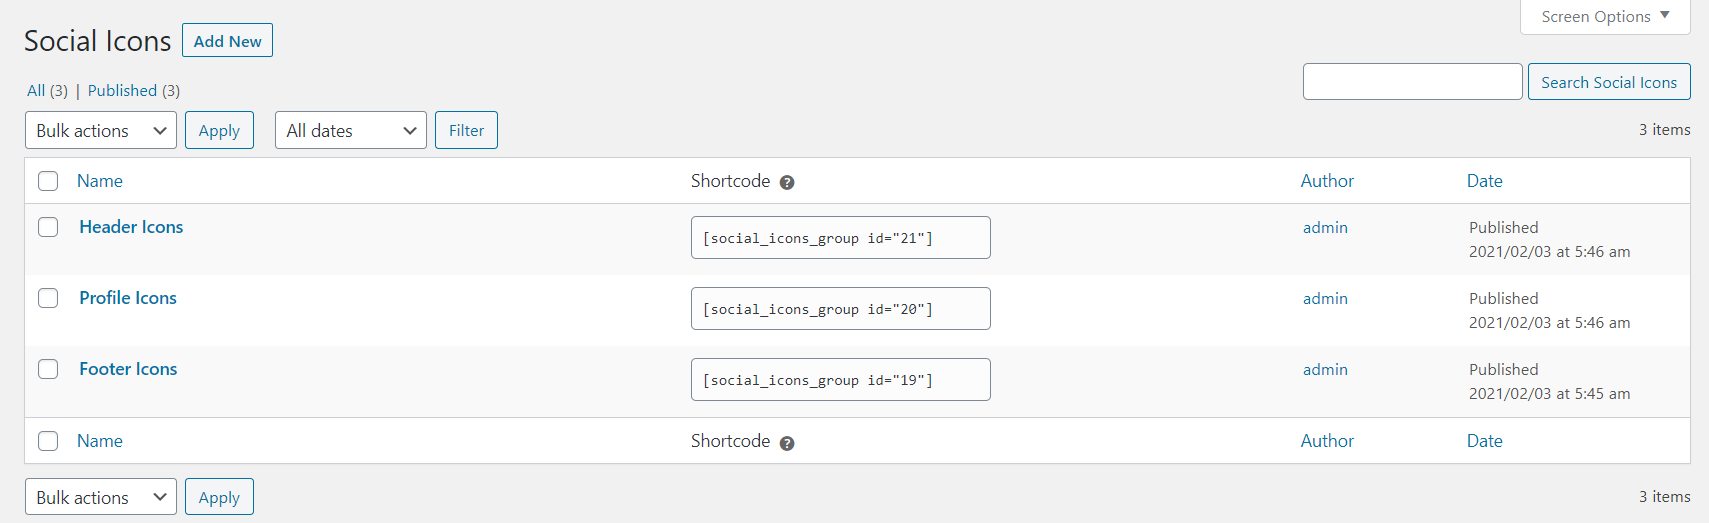 Screen Options
Social Icons Add New
All (3) | Published (3)
Search Social Icons
Bulk actions Apply All dates Filter 3 items
Name Shortcode ? Author Date
Header Icons [social_icons_group id="21"] admin Published
2021/02/03 at 5:46 am
Profile Icons [social_icons_group id="20"] admin Published
2021/02/03 at 5:46 am
Footer Icons [social_icons_group id="19"] admin Published
2021/02/03 at 5:45 am
Name Shortcode ? Author Date
Bulk actions Apply 3 items